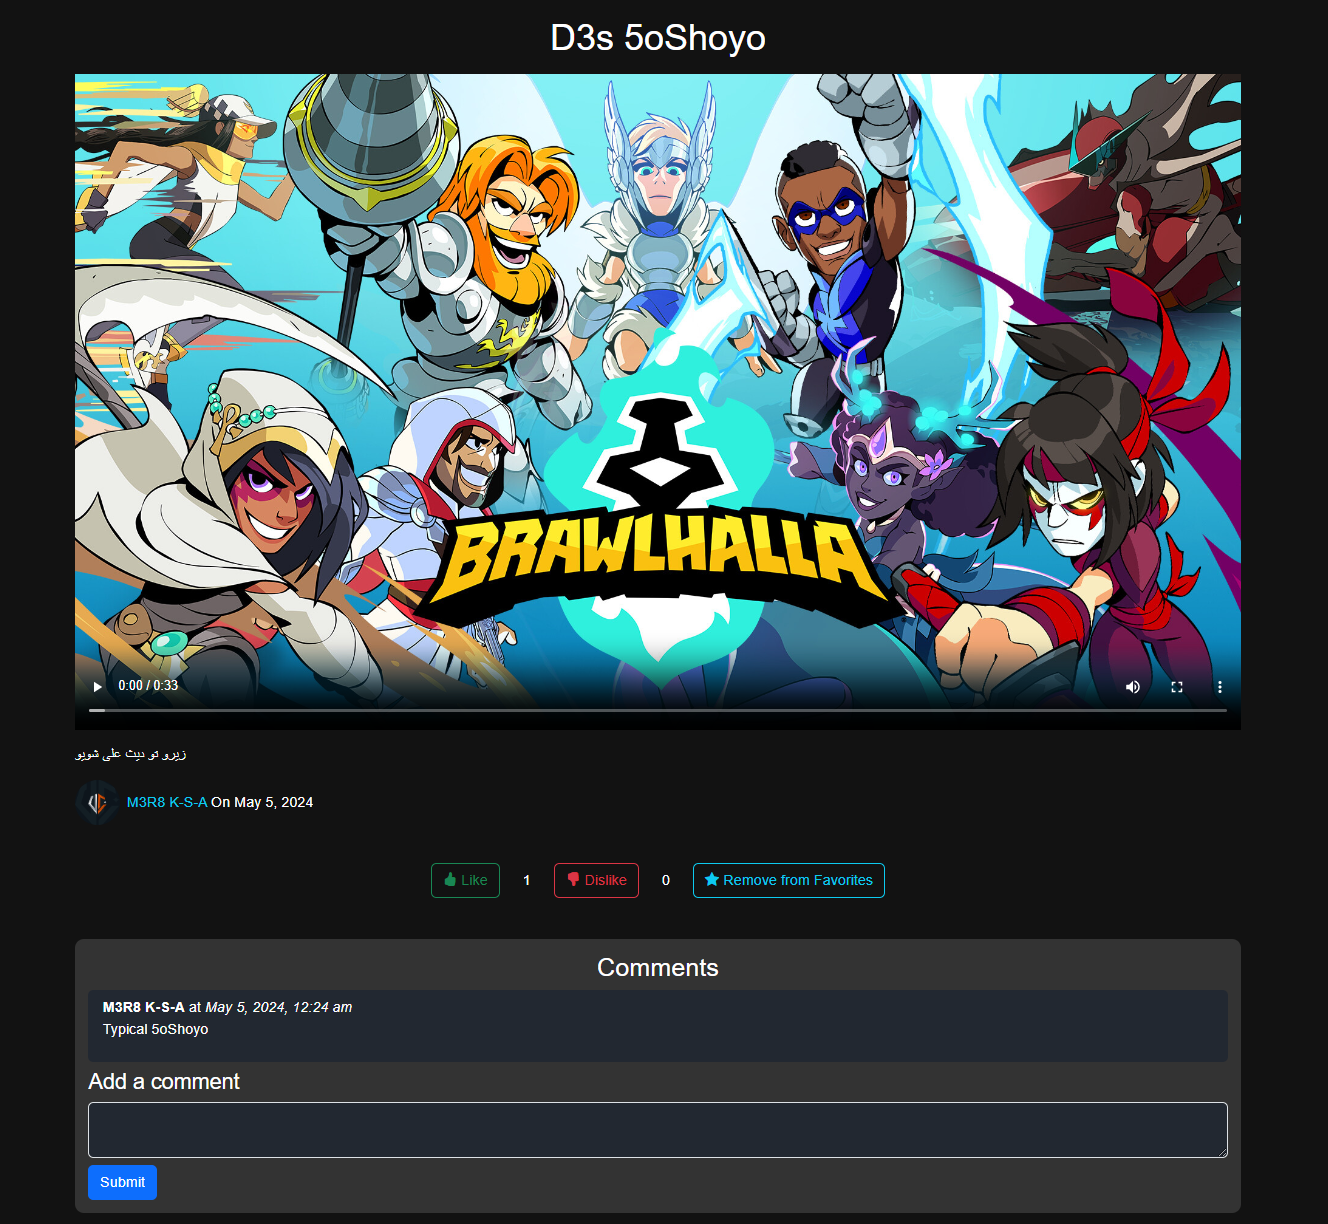 D3s 5oShoyo
BRAWLHALLA
0:00 / 0:33
زيرو تو ديث على شويو
M3R8 K-S-A On May 5, 2024
Like 1 Dislike 0 Remove from Favorites
Comments
M3R8 K-S-A at May 5, 2024, 12:24 am
Typical 5oShoyo
Add a comment
Submit